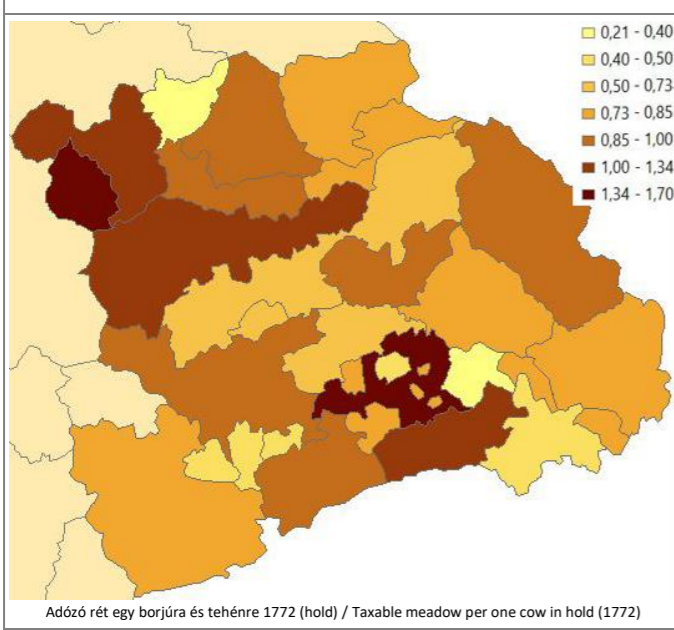 0,21 - 0,40
0,40 - 0,50
0,50 - 0,73
0,73 - 0,85
0,85 - 1,00
1,00 - 1,34
1,34 - 1,70
Adózó rét egy borjúra és tehénre 1772 (hold) / Taxable meadow per one cow in hold (1772)